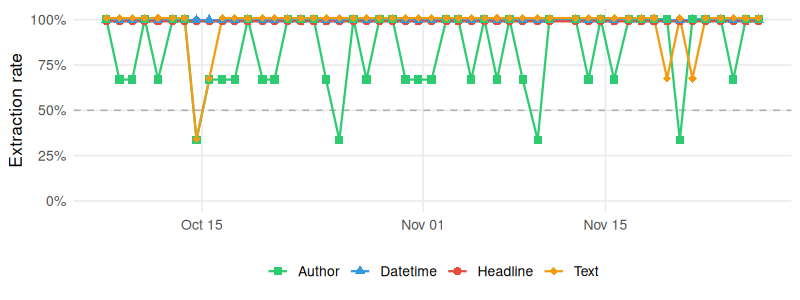 Extraction rate
100%
75%
50%
25%
0%
Oct 15 Nov 01 Nov 15
Author Datetime Headline Text